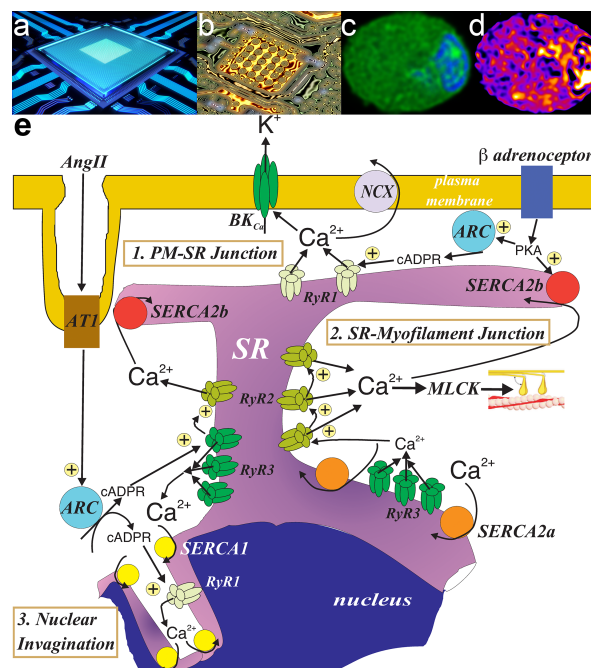 a
b
c
d
e
K+
AngII
β adrenoceptor
NCX
plasma
membrane
BKCa
Ca2+
ARC
PKA
+
+
+
cADPR
1. PM-SR Junction
RyR1
SERCA2b
SERCA2b
AT1
SR
2. SR-Myofilament Junction
Ca2+
RyR2
+
+
+
+
Ca2+
MLCK
RyR3
Ca2+
Ca2+
RyR3
SERCA2a
+
ARC
cADPR
Ca2+
cADPR
SERCA1
+
RyR1
nucleus
Ca2+
3. Nuclear
Invagination